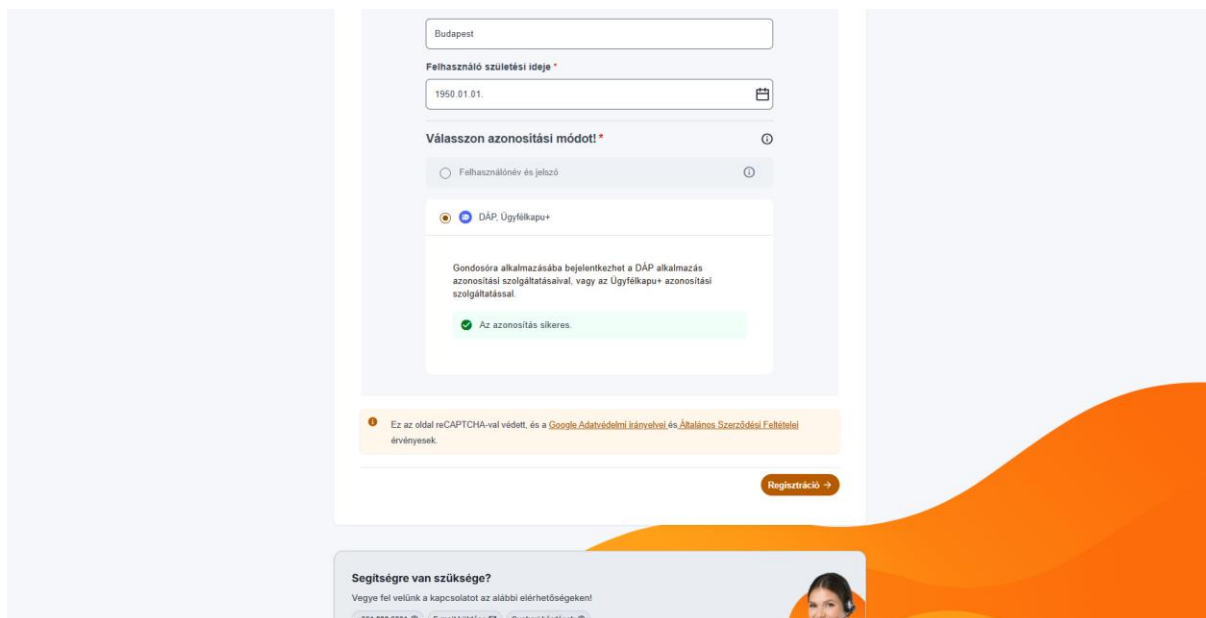 Budapest
Felhasználó születési ideje *
1950.01.01.
Válasszon azonosítási módot! *
Felhasználónév és jelszó
DÁP, Ügyfélkapu+
Gondosóra alkalmazásába bejelentkezhet a DÁP alkalmazás
azonosítási szolgáltatásaival, vagy az Ügyfélkapu+ azonosítási
szolgáltatással.
Az azonosítás sikeres.
Ez az oldal reCAPTCHA-val védett, és a Google Adatvédelmi irányelvei és Általános Szerződési Feltételei
érvényesek.
Regisztráció →
Segítségre van szüksége?
Vegye fel velünk a kapcsolatot az alábbi elérhetőségeken!